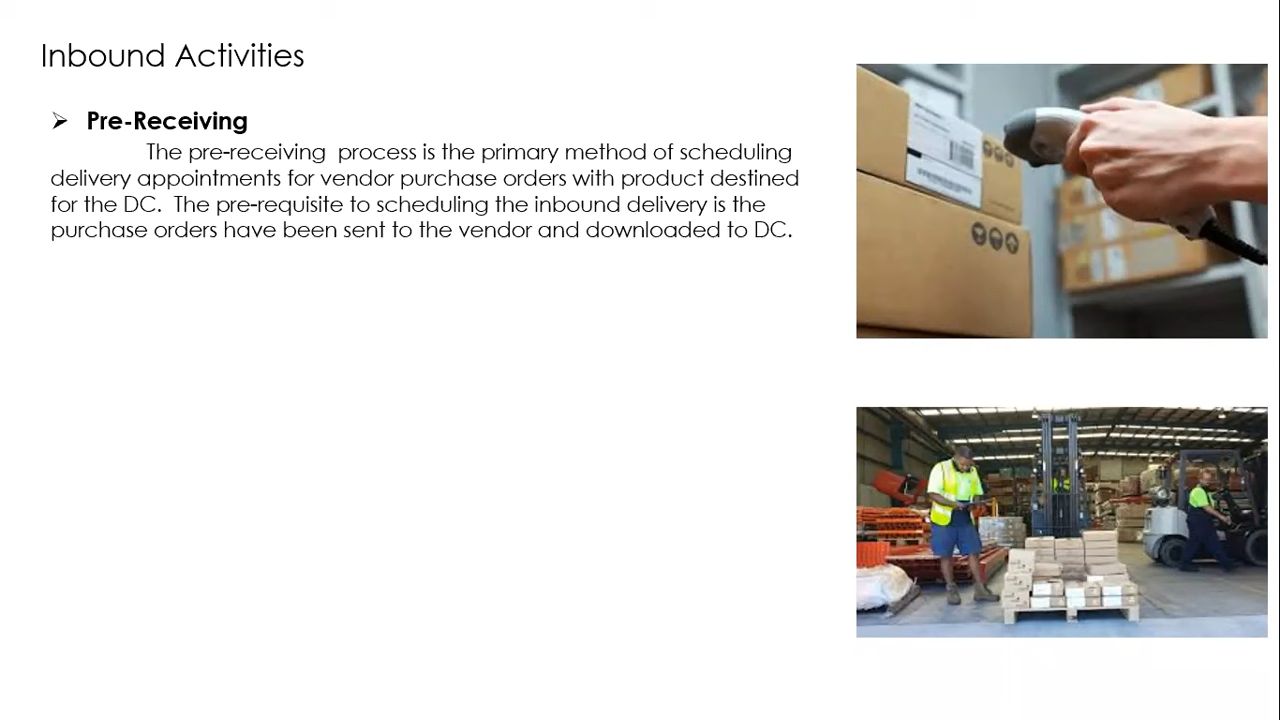 Inbound Activities
➢ Pre-Receiving
The pre-receiving  process is the primary method of scheduling
delivery appointments for vendor purchase orders with product destined
for the DC.  The pre-requisite to scheduling the inbound delivery is the
purchase orders have been sent to the vendor and downloaded to DC.